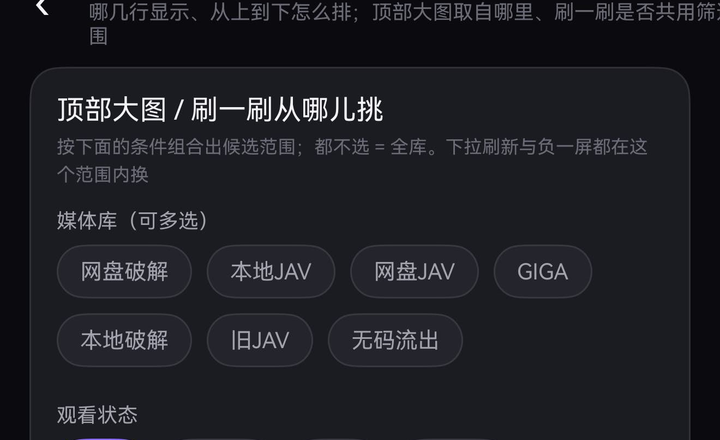 哪几行显示、从上到下怎么排；顶部大图取自哪里、刷一刷是否共用筛
围
顶部大图 / 刷一刷从哪儿挑
按下面的条件组合出候选范围；都不选 = 全库。下拉刷新与负一屏都在这
个范围内换
媒体库（可多选）
网盘破解 本地JAV 网盘JAV GIGA
本地破解 旧JAV 无码流出
观看状态